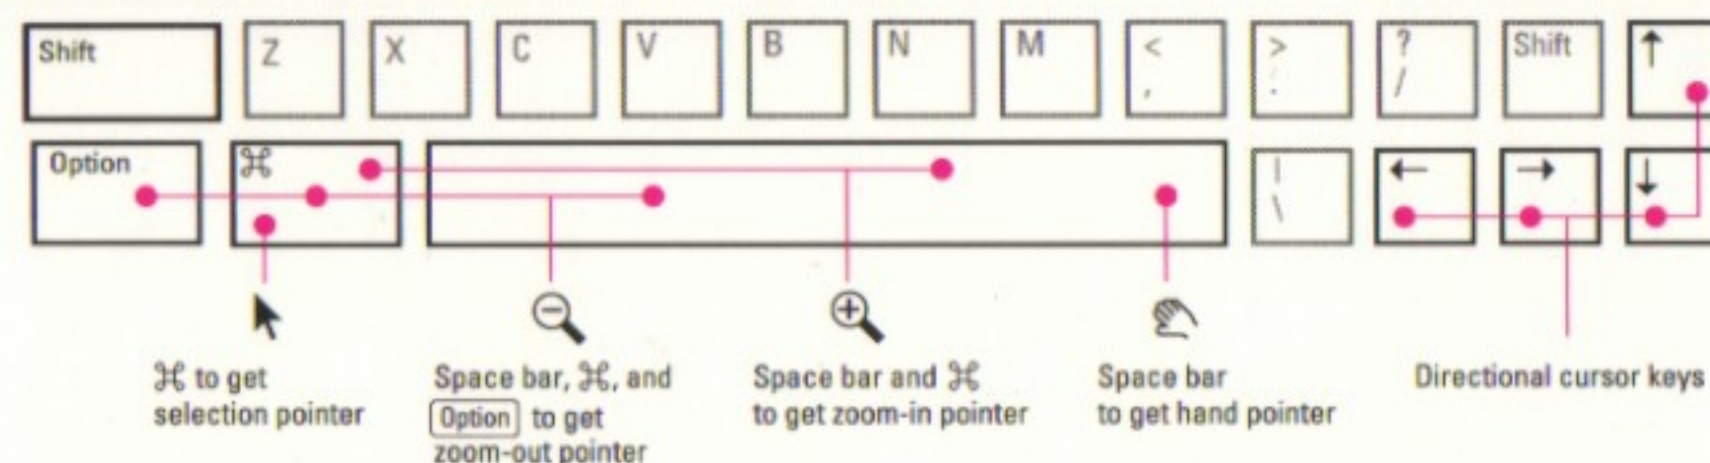 Shift Z X C V B N M < > ? Shift ↑
, . /
Option ⌘ | ← → ↓
\
⌘ to get
selection pointer
Space bar, ⌘, and
Option to get
zoom-out pointer
Space bar and ⌘
to get zoom-in pointer
Space bar
to get hand pointer
Directional cursor keys